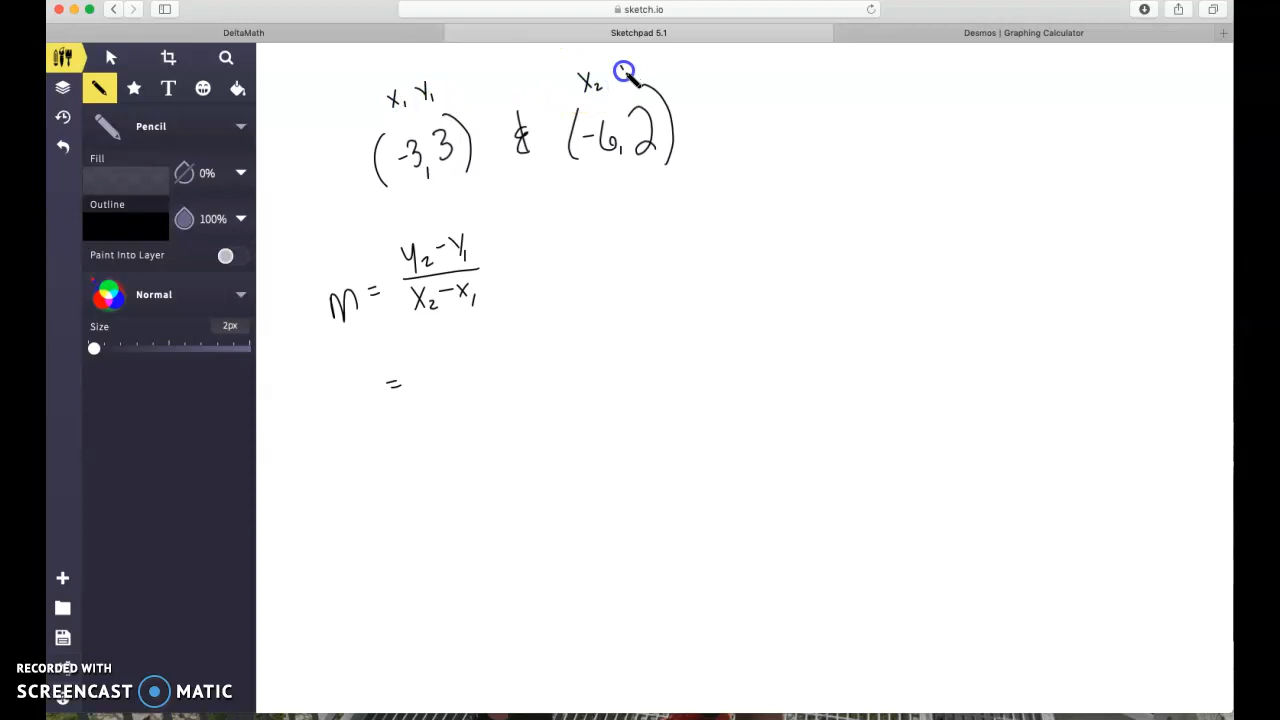 sketch.io
DeltaMath
Sketchpad 5.1
Desmos | Graphing Calculator
Pencil
Fill
0%
Outline
100%
Paint Into Layer
Normal
Size
2px
x₁ y₁
x₂
(-3,3) & (-6,2)
m = y₂-y₁ / x₂-x₁
=
RECORDED WITH
SCREENCAST MATIC